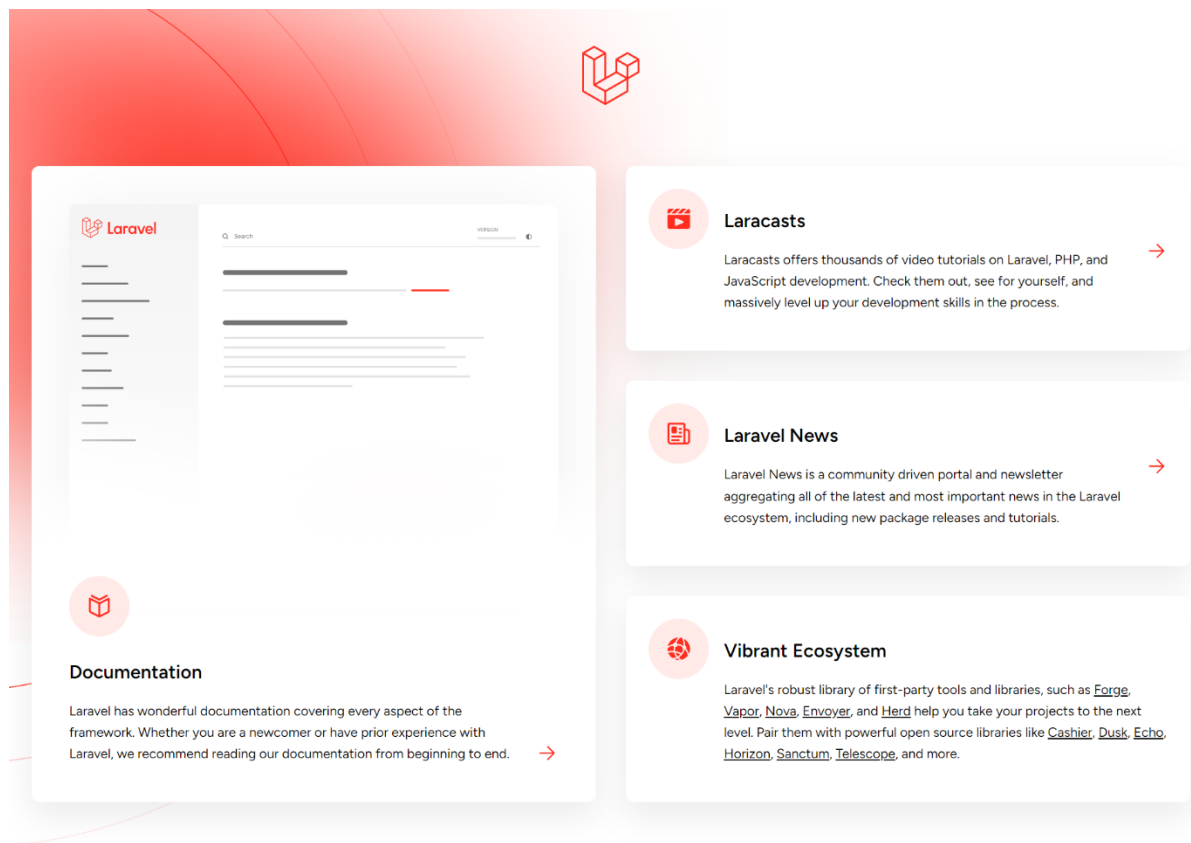 Laravel
Search
VERSION
Documentation
Laravel has wonderful documentation covering every aspect of the
framework. Whether you are a newcomer or have prior experience with
Laravel, we recommend reading our documentation from beginning to end.
Laracasts
Laracasts offers thousands of video tutorials on Laravel, PHP, and
JavaScript development. Check them out, see for yourself, and
massively level up your development skills in the process.
Laravel News
Laravel News is a community driven portal and newsletter
aggregating all of the latest and most important news in the Laravel
ecosystem, including new package releases and tutorials.
Vibrant Ecosystem
Laravel's robust library of first-party tools and libraries, such as Forge,
Vapor, Nova, Envoyer, and Herd help you take your projects to the next
level. Pair them with powerful open source libraries like Cashier, Dusk, Echo,
Horizon, Sanctum, Telescope, and more.